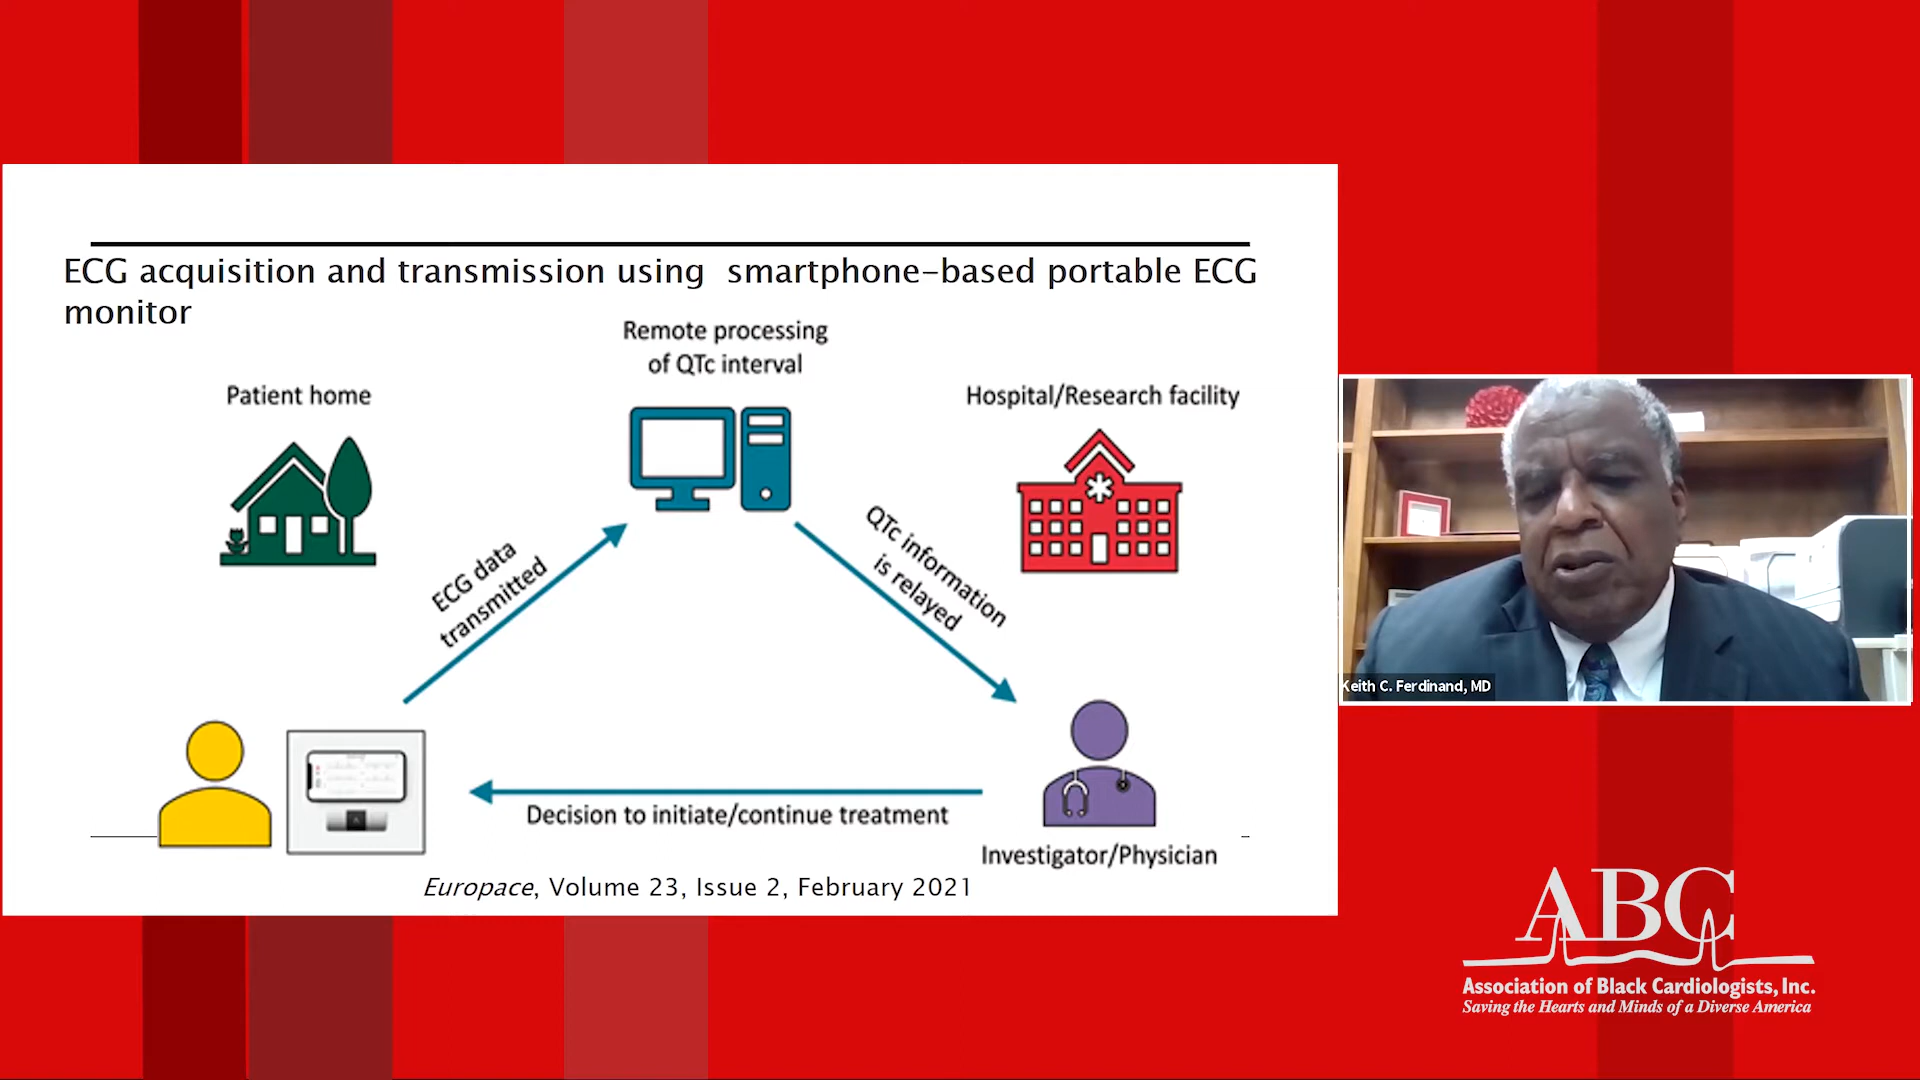 ECG acquisition and transmission using smartphone-based portable ECG
monitor
Remote processing
of QTc interval
Patient home
Hospital/Research facility
ECG data
transmitted
QTc information
is relayed
Decision to initiate/continue treatment
Investigator/Physician
Europace, Volume 23, Issue 2, February 2021
Keith C. Ferdinand, MD
ABC
Association of Black Cardiologists, Inc.
Saving the Hearts and Minds of a Diverse America